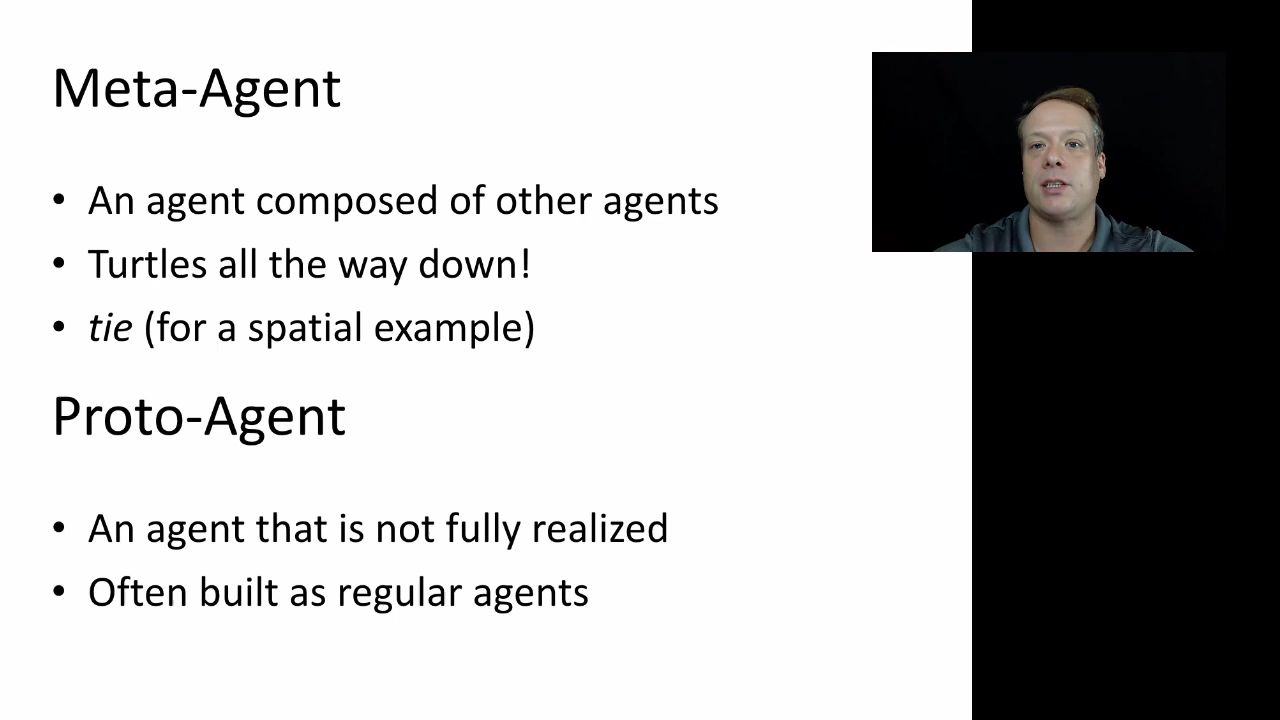 Meta-Agent
• An agent composed of other agents
• Turtles all the way down!
• tie (for a spatial example)
Proto-Agent
• An agent that is not fully realized
• Often built as regular agents